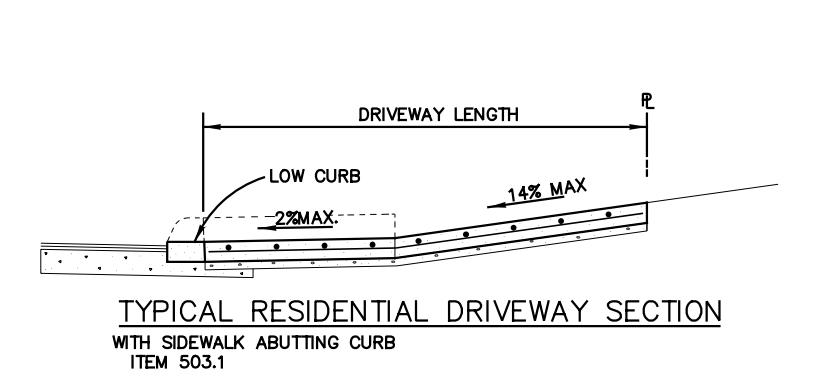 ℄
DRIVEWAY LENGTH
LOW CURB
14% MAX
2%MAX.
TYPICAL RESIDENTIAL DRIVEWAY SECTION
WITH SIDEWALK ABUTTING CURB
ITEM 503.1